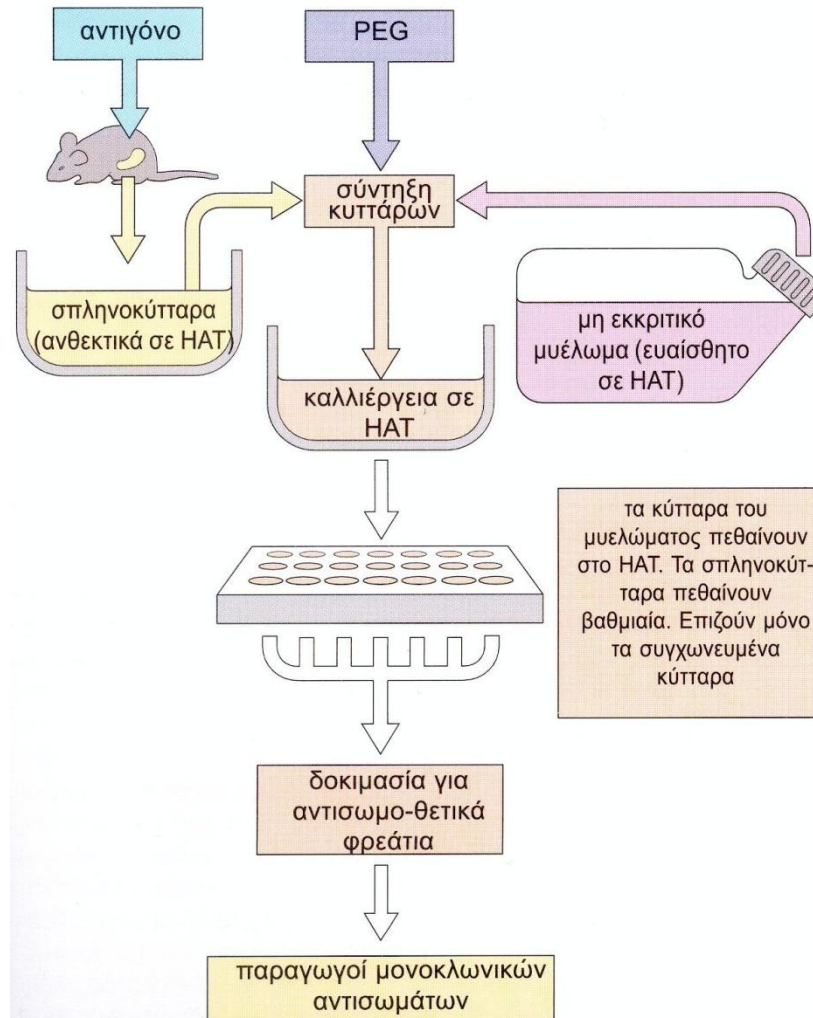 αντιγόνο
PEG
σύντηξη
κυττάρων
σπληνοκύτταρα
(ανθεκτικά σε HAT)
μη εκκριτικό
μυέλωμα (ευαίσθητο
σε HAT)
καλλιέργεια σε
HAT
τα κύτταρα του
μυελώματος πεθαίνουν
στο HAT. Τα σπληνοκύτ-
ταρα πεθαίνουν
βαθμιαία. Επιζούν μόνο
τα συγχωνευμένα
κύτταρα
δοκιμασία για
αντισωμο-θετικά
φρεάτια
παραγωγοί μονοκλωνικών
αντισωμάτων